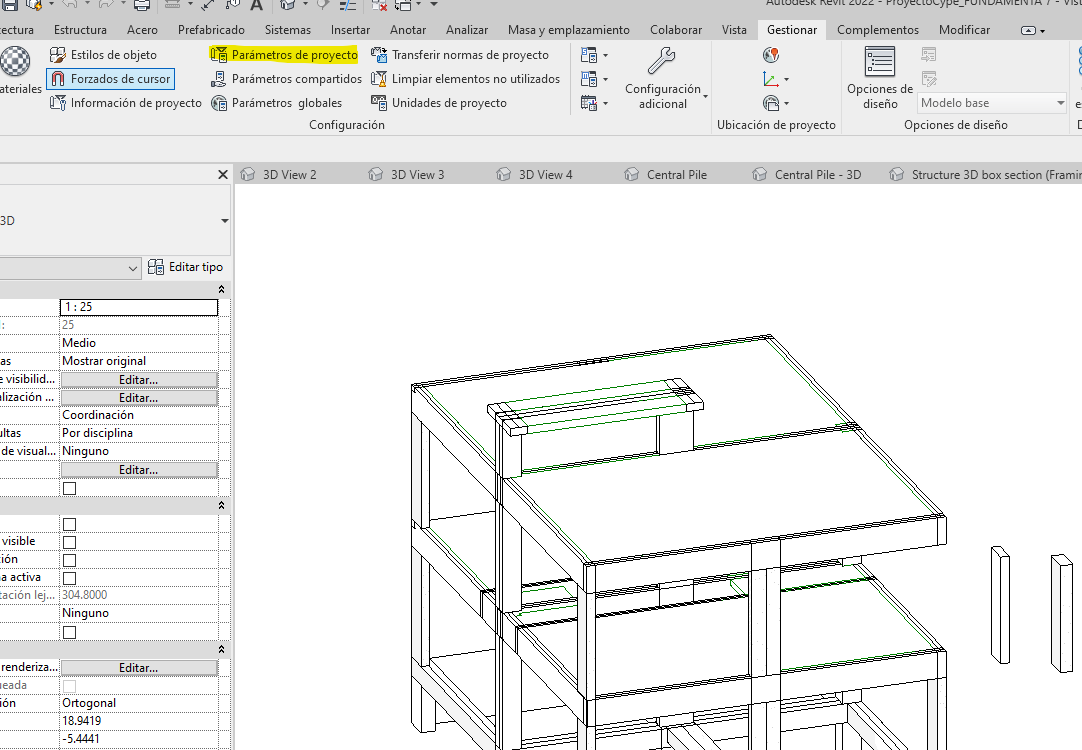 Autodesk Revit 2022 - ProyectoCype_FUNDAMENTA 7 - Vist
tectura Estructura Acero Prefabricado Sistemas Insertar Anotar Analizar Masa y emplazamiento Colaborar Vista Gestionar Complementos Modificar
Estilos de objeto Parámetros de proyecto Transferir normas de proyecto
ateriales Forzados de cursor Parámetros compartidos Limpiar elementos no utilizados Configuración adicional Opciones de diseño
Información de proyecto Parámetros globales Unidades de proyecto Modelo base
Configuración Ubicación de proyecto Opciones de diseño
3D View 2 3D View 3 3D View 4 Central Pile Central Pile - 3D Structure 3D box section (Framin
3D
Editar tipo
1 : 25
: 25
Medio
as Mostrar original
e visibilid... Editar...
alización ... Editar...
Coordinación
ultas Por disciplina
de visual... Ninguno
Editar...
visible
ión
a activa
tación lej... 304.8000
Ninguno
renderiza... Editar...
ueada
ión Ortogonal
18.9419
-5.4441